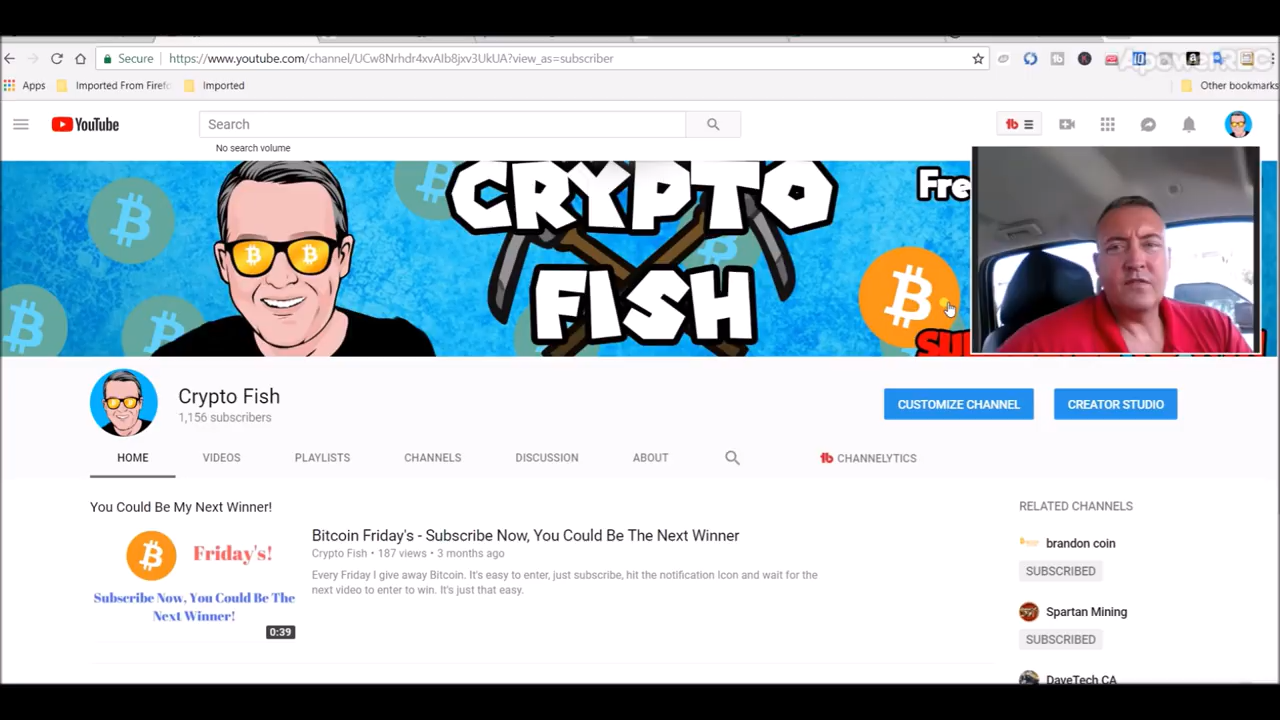 ApowerREC
Secure https://www.youtube.com/channel/UCw8Nrhdr4xvAIb8jxv3UkUA?view_as=subscriber
Apps Imported From Firefo Imported Other bookmarks
YouTube Search
No search volume
CRYPTO
Fre
FISH
Crypto Fish
1,156 subscribers
CUSTOMIZE CHANNEL CREATOR STUDIO
HOME VIDEOS PLAYLISTS CHANNELS DISCUSSION ABOUT tb CHANNELYTICS
You Could Be My Next Winner!
RELATED CHANNELS
Friday's!
Subscribe Now, You Could Be The
Next Winner!
0:39
Bitcoin Friday's - Subscribe Now, You Could Be The Next Winner
Crypto Fish • 187 views • 3 months ago
Every Friday I give away Bitcoin. It's easy to enter, just subscribe, hit the notification Icon and wait for the
next video to enter to win. It's just that easy.
brandon coin
SUBSCRIBED
Spartan Mining
SUBSCRIBED
DaveTech CA